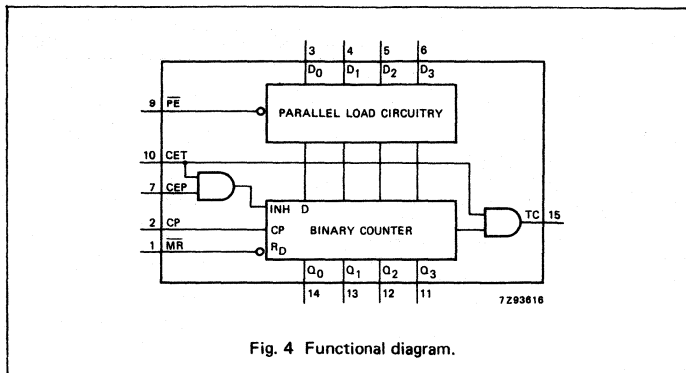 3 4 5 6
D0 D1 D2 D3
9 PE
PARALLEL LOAD CIRCUITRY
10 CET
7 CEP
INH D
TC 15
2 CP
CP BINARY COUNTER
1 MR
RD
Q0 Q1 Q2 Q3
14 13 12 11
7Z93616
Fig. 4 Functional diagram.